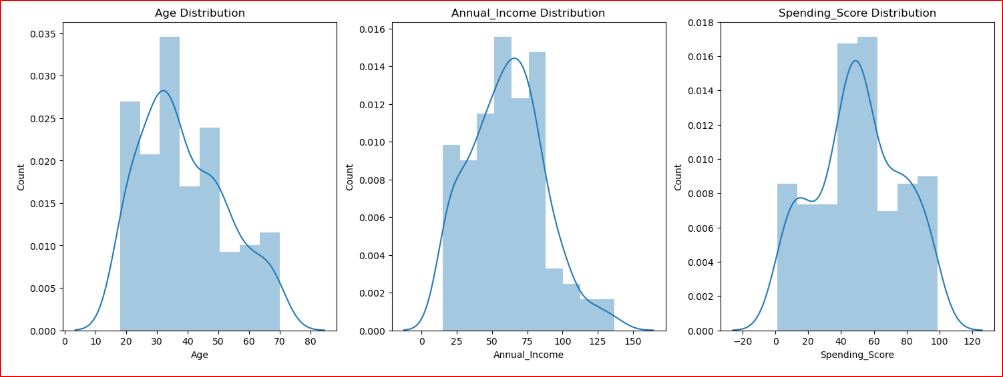 Age Distribution
0.035
0.030
0.025
0.020
0.015
0.010
0.005
0.000
Count
0 10 20 30 40 50 60 70 80
Age
Annual_Income Distribution
0.016
0.014
0.012
0.010
0.008
0.006
0.004
0.002
0.000
Count
0 25 50 75 100 125 150
Annual_Income
Spending_Score Distribution
0.018
0.016
0.014
0.012
0.010
0.008
0.006
0.004
0.002
0.000
Count
−20 0 20 40 60 80 100 120
Spending_Score